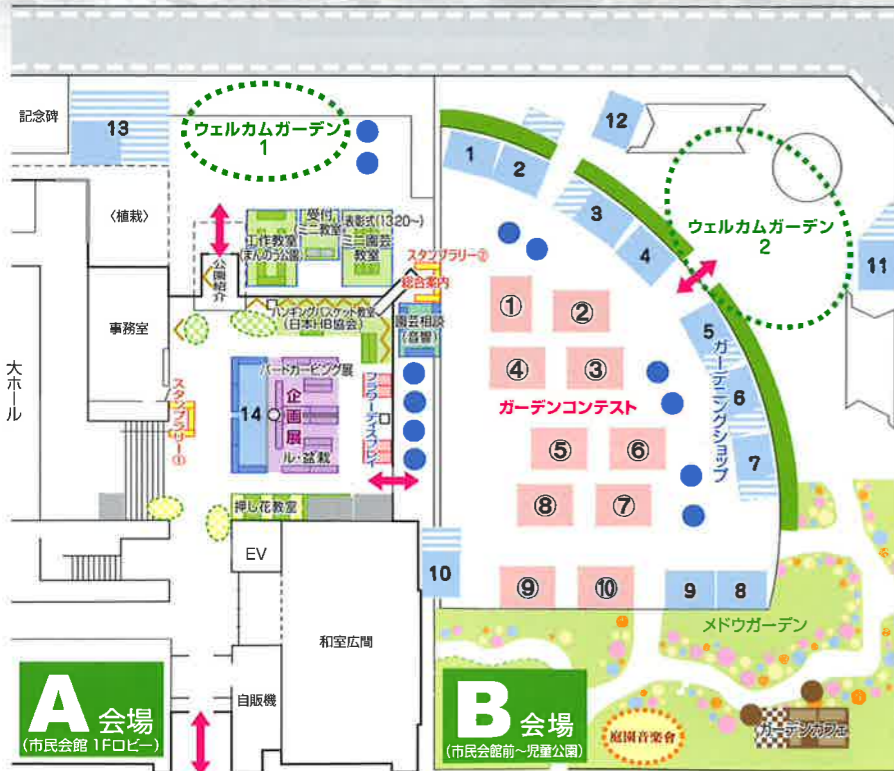 記念碑
13
ウェルカムガーデン
1
12
1
2
3
4
ウェルカムガーデン
2
11
〈植栽〉
工作教室
(まんのう公園)
受付
ミニ教室
表彰式(13:20~)
ミニ園芸
教室
スタンプラリー②
総合案内
公園紹介
ハンギングバスケット教室
(日本HB協会)
園芸相談
(音響)
事務室
大ホール
スタンプラリー①
バードカービング展
14
企画展
ル・盆栽
フラワーディスプレイ
押し花教室
①
②
④
③
ガーデンコンテスト
⑤
⑥
⑧
⑦
⑨
⑩
5
ガーデニングショップ
6
7
EV
10
9
8
和室広間
自販機
メドウガーデン
A 会場
(市民会館 1Fロビー)
B 会場
(市民会館前~児童公園)
庭園音楽會
ガーデンカフェ